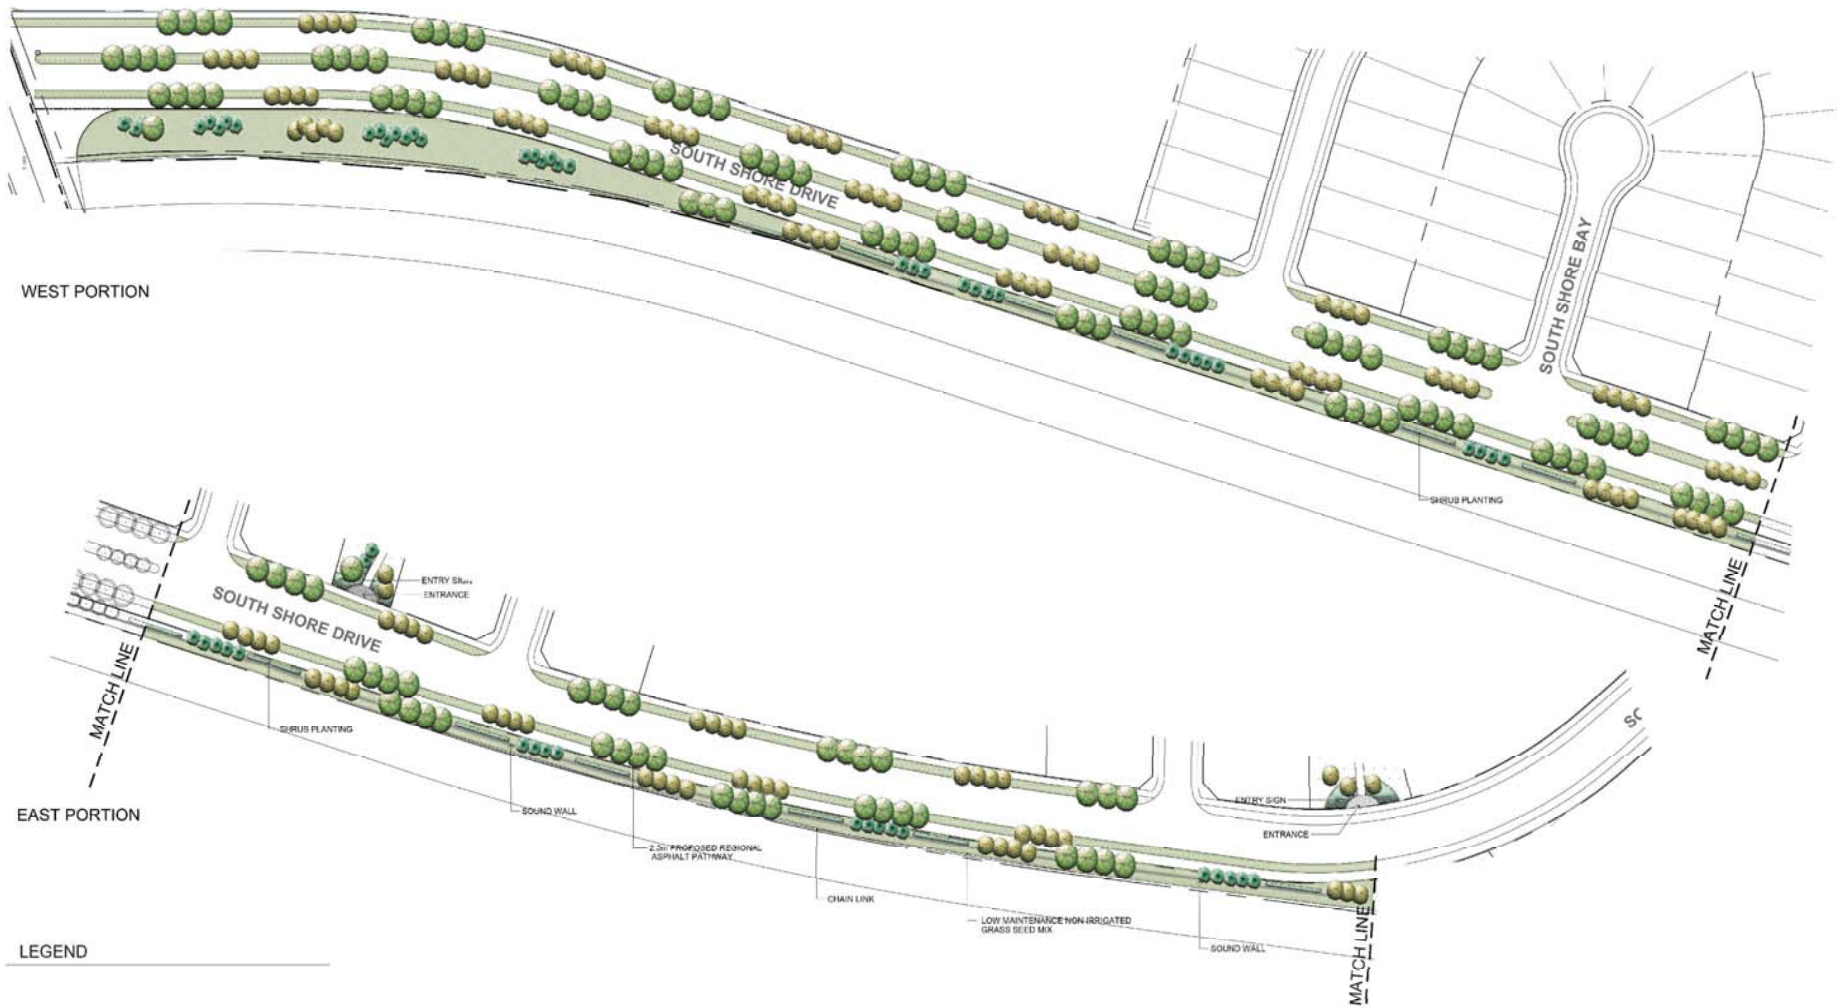 SOUTH SHORE DRIVE
SOUTH SHORE BAY
WEST PORTION
SHRUB PLANTING
MATCH LINE
ENTRY SIGN
ENTRANCE
SOUTH SHORE DRIVE
MATCH LINE
SHRUB PLANTING
SOUND WALL
2.5m PROPOSED REGIONAL
ASPHALT PATHWAY
ENTRY SIGN
ENTRANCE
EAST PORTION
CHAIN LINK
LOW MAINTENANCE NON-IRRIGATED
GRASS SEED MIX
SOUND WALL
MATCH LINE
LEGEND